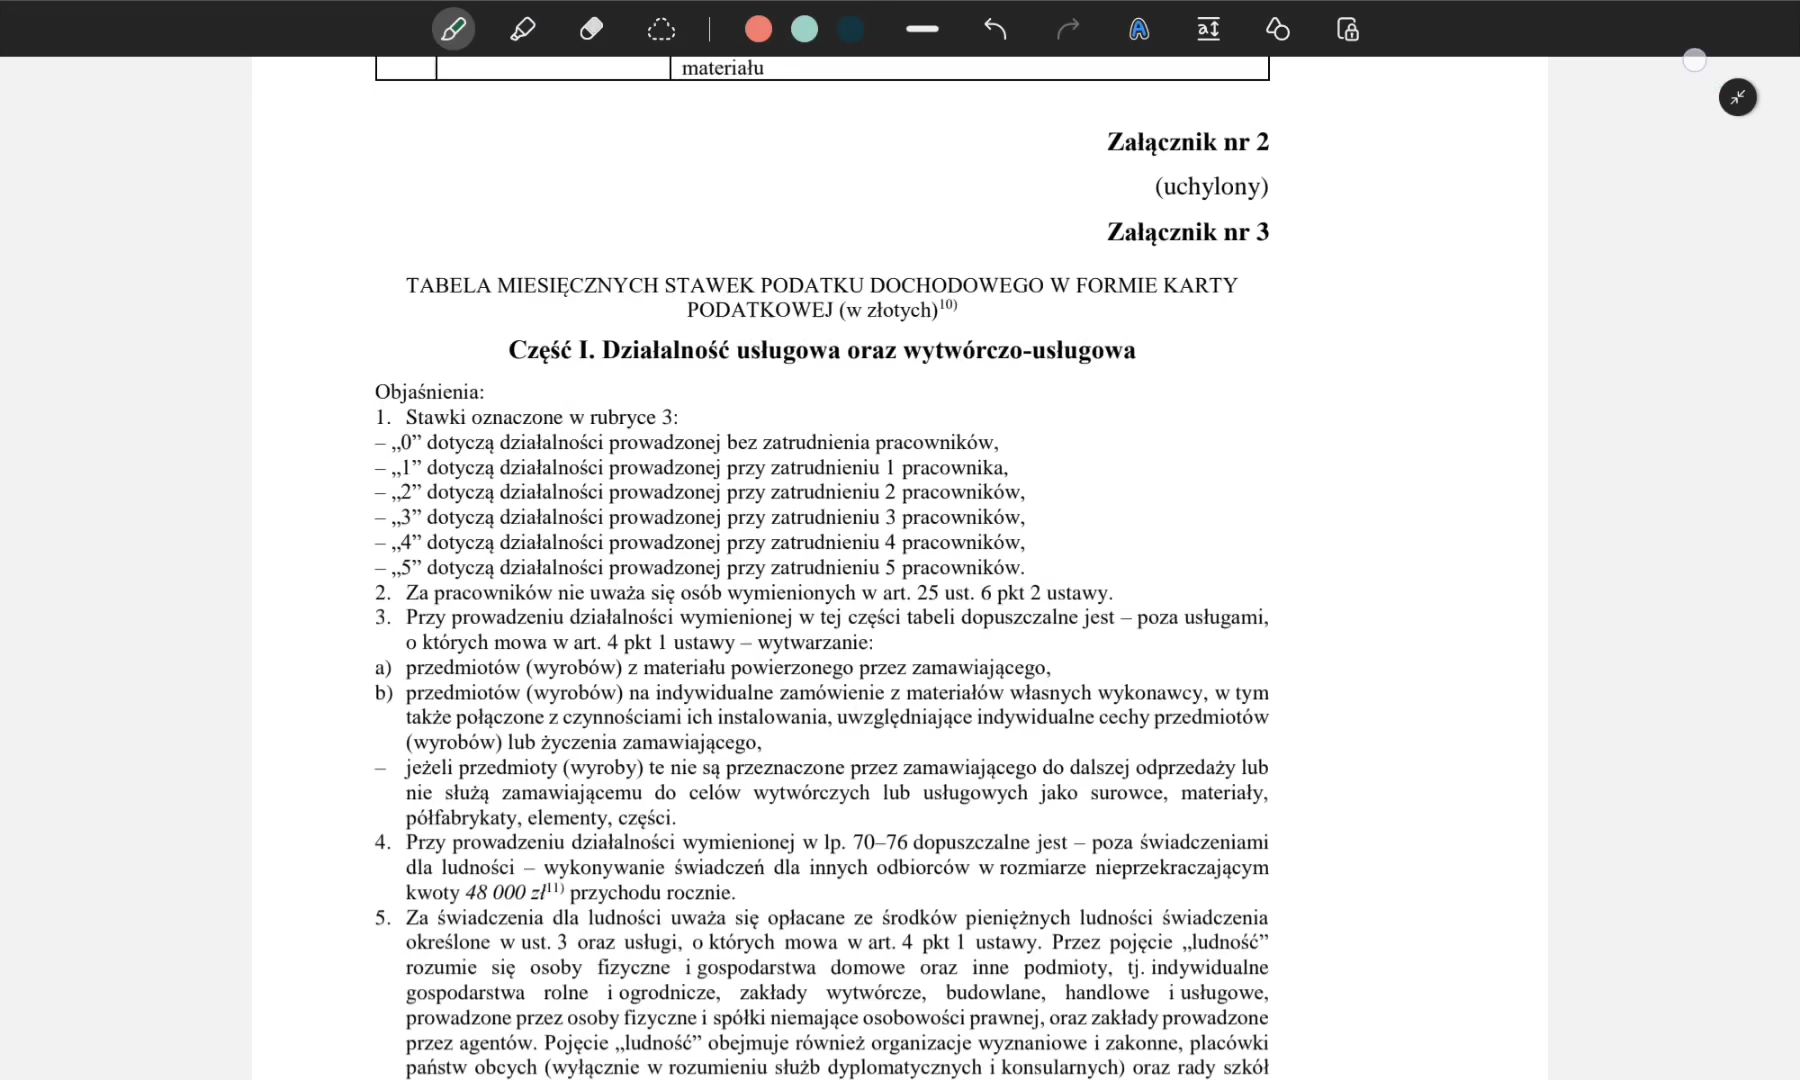 materiału
Załącznik nr 2
(uchylony)
Załącznik nr 3
TABELA MIESIĘCZNYCH STAWEK PODATKU DOCHODOWEGO W FORMIE KARTY
PODATKOWEJ (w złotych)10)
Część I. Działalność usługowa oraz wytwórczo-usługowa
Objaśnienia:
1. Stawki oznaczone w rubryce 3:
– „0” dotyczą działalności prowadzonej bez zatrudnienia pracowników,
– „1” dotyczą działalności prowadzonej przy zatrudnieniu 1 pracownika,
– „2” dotyczą działalności prowadzonej przy zatrudnieniu 2 pracowników,
– „3” dotyczą działalności prowadzonej przy zatrudnieniu 3 pracowników,
– „4” dotyczą działalności prowadzonej przy zatrudnieniu 4 pracowników,
– „5” dotyczą działalności prowadzonej przy zatrudnieniu 5 pracowników.
2. Za pracowników nie uważa się osób wymienionych w art. 25 ust. 6 pkt 2 ustawy.
3. Przy prowadzeniu działalności wymienionej w tej części tabeli dopuszczalne jest – poza usługami,
o których mowa w art. 4 pkt 1 ustawy – wytwarzanie:
a) przedmiotów (wyrobów) z materiału powierzonego przez zamawiającego,
b) przedmiotów (wyrobów) na indywidualne zamówienie z materiałów własnych wykonawcy, w tym
także połączone z czynnościami ich instalowania, uwzględniające indywidualne cechy przedmiotów
(wyrobów) lub życzenia zamawiającego,
– jeżeli przedmioty (wyroby) te nie są przeznaczone przez zamawiającego do dalszej odprzedaży lub
nie służą zamawiającemu do celów wytwórczych lub usługowych jako surowce, materiały,
półfabrykaty, elementy, części.
4. Przy prowadzeniu działalności wymienionej w lp. 70–76 dopuszczalne jest – poza świadczeniami
dla ludności – wykonywanie świadczeń dla innych odbiorców w rozmiarze nieprzekraczającym
kwoty 48 000 zł11) przychodu rocznie.
5. Za świadczenia dla ludności uważa się opłacane ze środków pieniężnych ludności świadczenia
określone w ust. 3 oraz usługi, o których mowa w art. 4 pkt 1 ustawy. Przez pojęcie „ludność”
rozumie się osoby fizyczne i gospodarstwa domowe oraz inne podmioty, tj. indywidualne
gospodarstwa rolne i ogrodnicze, zakłady wytwórcze, budowlane, handlowe i usługowe,
prowadzone przez osoby fizyczne i spółki niemające osobowości prawnej, oraz zakłady prowadzone
przez agentów. Pojęcie „ludność” obejmuje również organizacje wyznaniowe i zakonne, placówki
państw obcych (wyłącznie w rozumieniu służb dyplomatycznych i konsularnych) oraz rady szkół